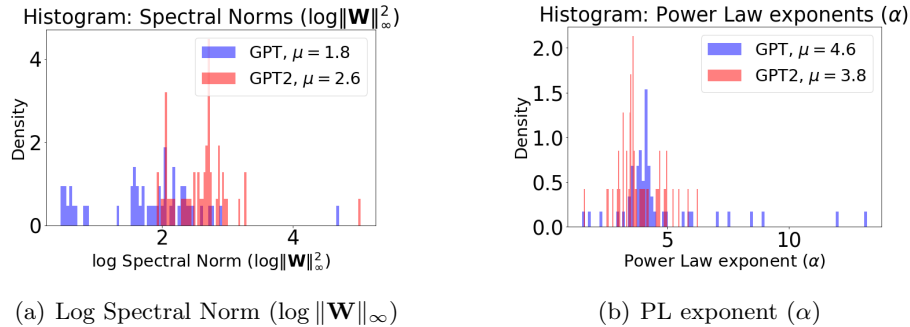 Histogram: Spectral Norms (log‖W‖²∞)
GPT, μ = 1.8
GPT2, μ = 2.6
Density
4
2
0
2
4
log Spectral Norm (log‖W‖²∞)
(a) Log Spectral Norm (log ‖W‖∞)
Histogram: Power Law exponents (α)
GPT, μ = 4.6
GPT2, μ = 3.8
Density
2.0
1.5
1.0
0.5
0.0
5
10
Power Law exponent (α)
(b) PL exponent (α)